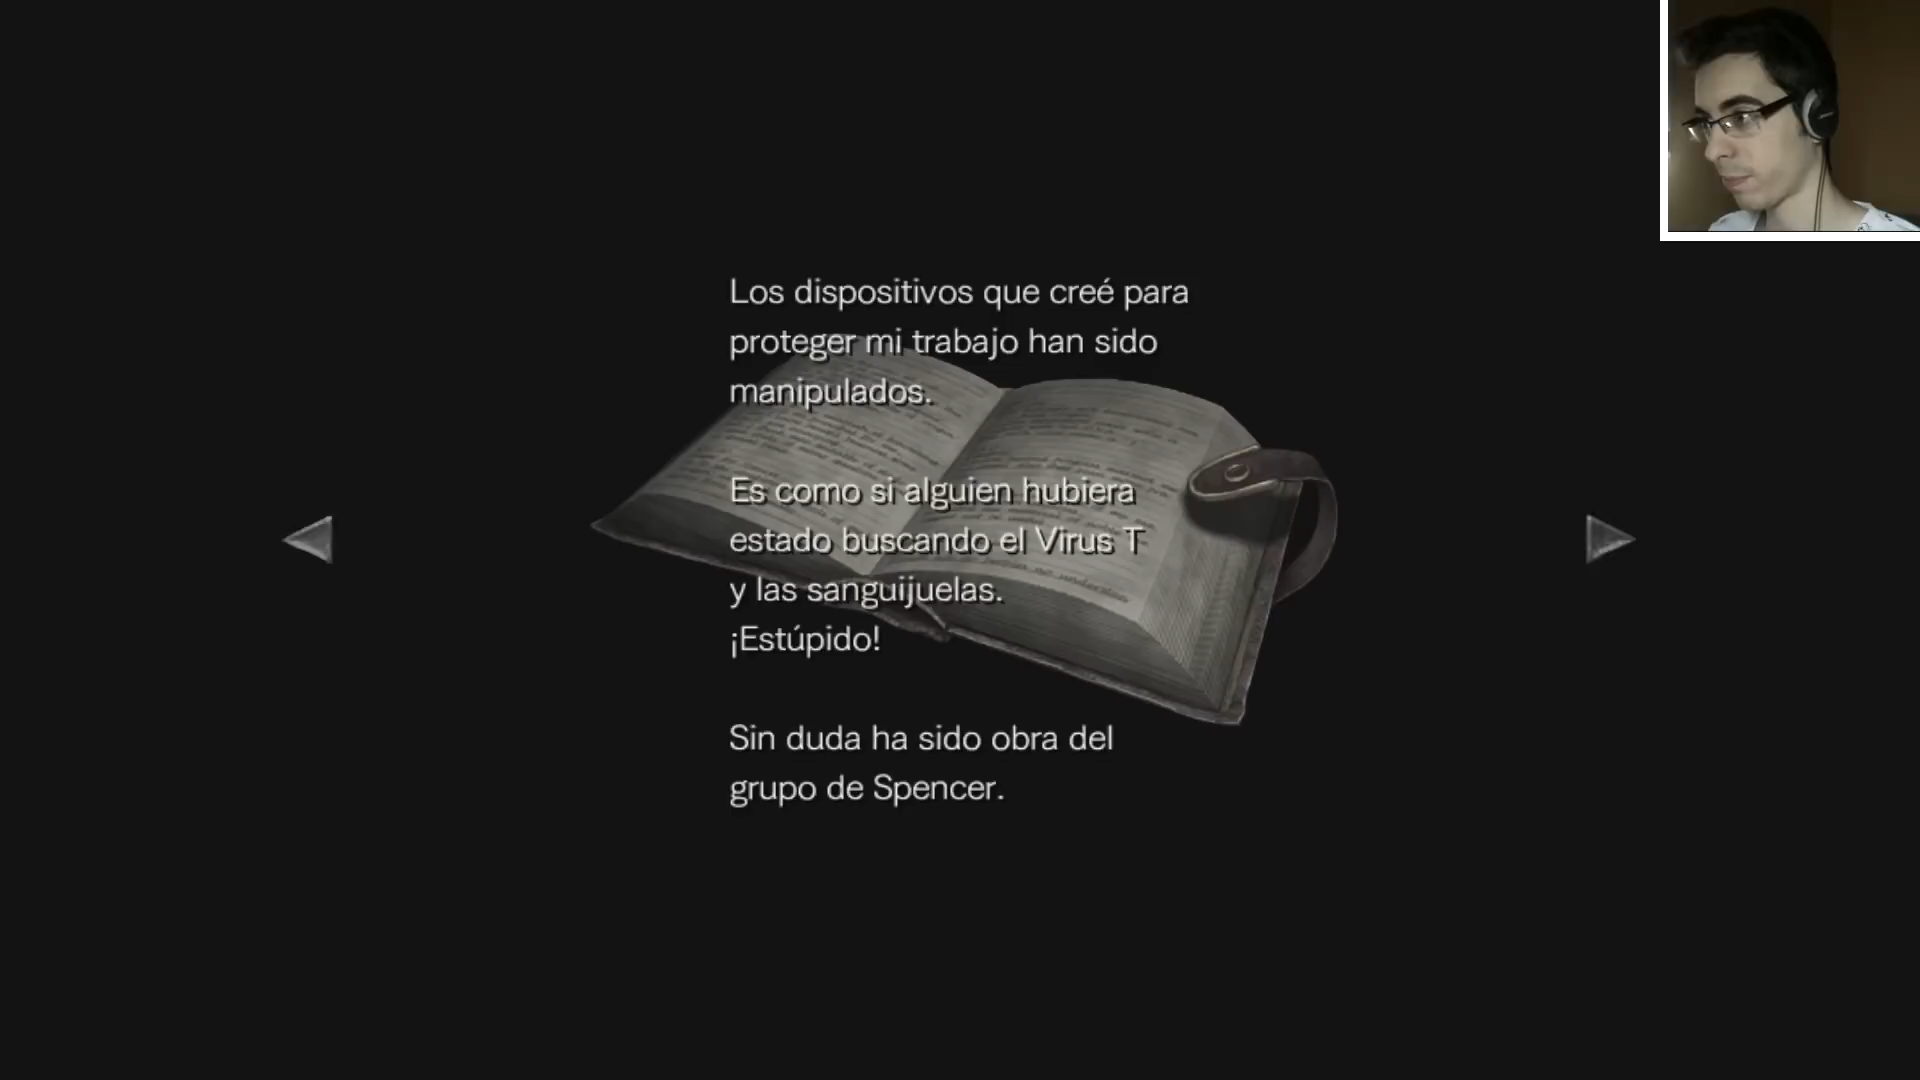 Los dispositivos que creé para
proteger mi trabajo han sido
manipulados.
Es como si alguien hubiera
estado buscando el Virus T
y las sanguijuelas.
¡Estúpido!
Sin duda ha sido obra del
grupo de Spencer.